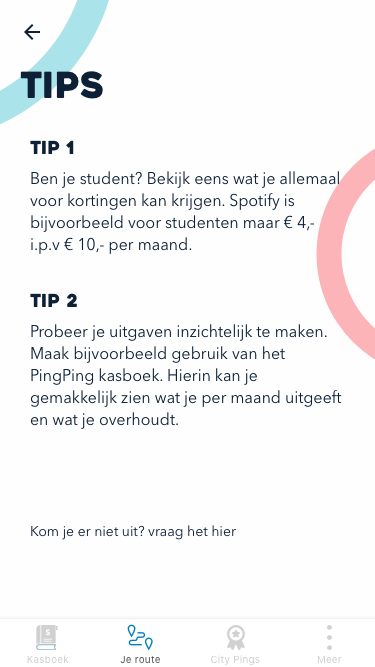 TIPS
TIP 1
Ben je student? Bekijk eens wat je allemaal
voor kortingen kan krijgen. Spotify is
bijvoorbeeld voor studenten maar € 4,-
i.p.v € 10,- per maand.
TIP 2
Probeer je uitgaven inzichtelijk te maken.
Maak bijvoorbeeld gebruik van het
PingPing kasboek. Hierin kan je
gemakkelijk zien wat je per maand uitgeeft
en wat je overhoudt.
Kom je er niet uit? vraag het hier
Kasboek Je route City Pings Meer